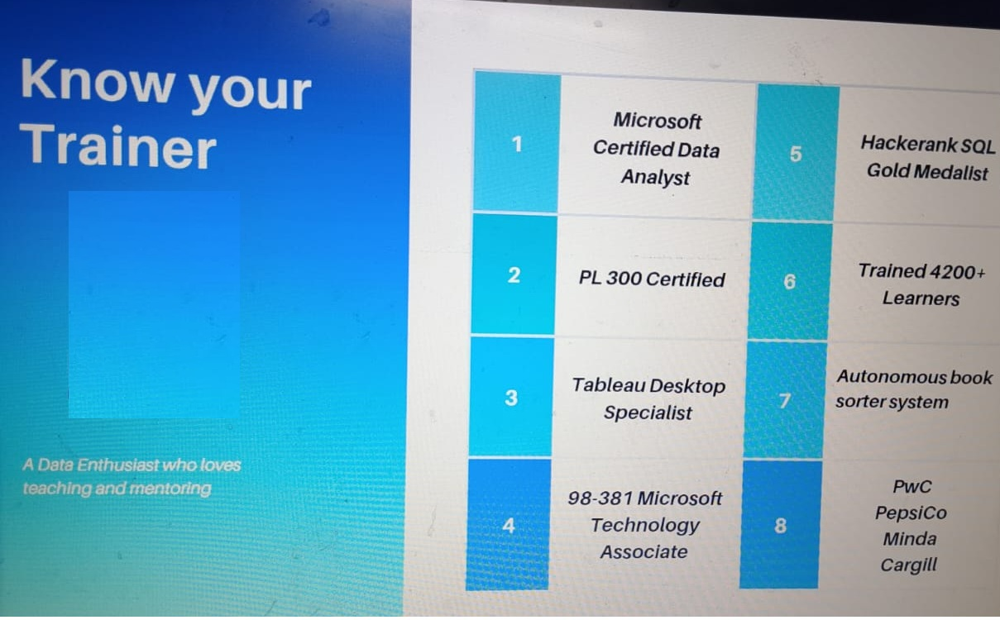 Know your
Trainer
A Data Enthusiast who loves
teaching and mentoring
1
Microsoft
Certified Data
Analyst
2
PL 300 Certified
3
Tableau Desktop
Specialist
4
98-381 Microsoft
Technology
Associate
5
Hackerank SQL
Gold Medalist
6
Trained 4200+
Learners
7
Autonomous book
sorter system
8
PwC
PepsiCo
Minda
Cargill